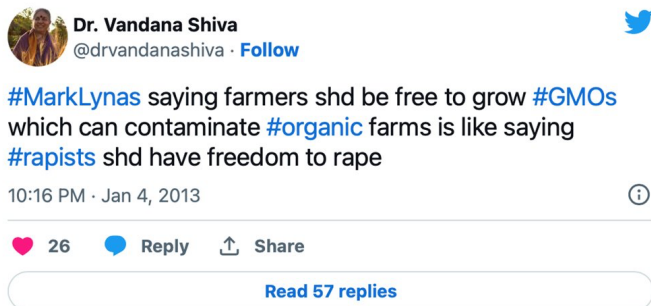 Dr. Vandana Shiva
@drvandanashiva · Follow
#MarkLynas saying farmers shd be free to grow #GMOs
which can contaminate #organic farms is like saying
#rapists shd have freedom to rape
10:16 PM · Jan 4, 2013
26 Reply Share
Read 57 replies